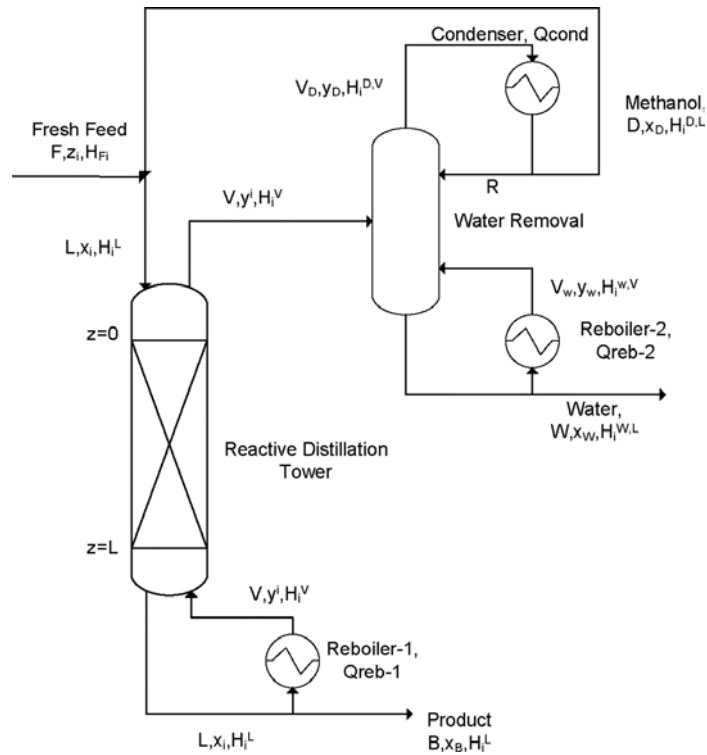 Condenser, Qcond
V_D,y_D,H_i^D,V
Methanol,
D,x_D,H_i^D,L
Fresh Feed
F,z_i,H_Fi
V,y^i,H_i^V
R
Water Removal
L,x_i,H_i^L
V_w,y_w,H_i^w,V
z=0
Reboiler-2,
Qreb-2
Water,
W,x_W,H_i^W,L
Reactive Distillation
Tower
z=L
V,y^i,H_i^V
Reboiler-1,
Qreb-1
L,x_i,H_i^L
Product
B,x_B,H_i^L